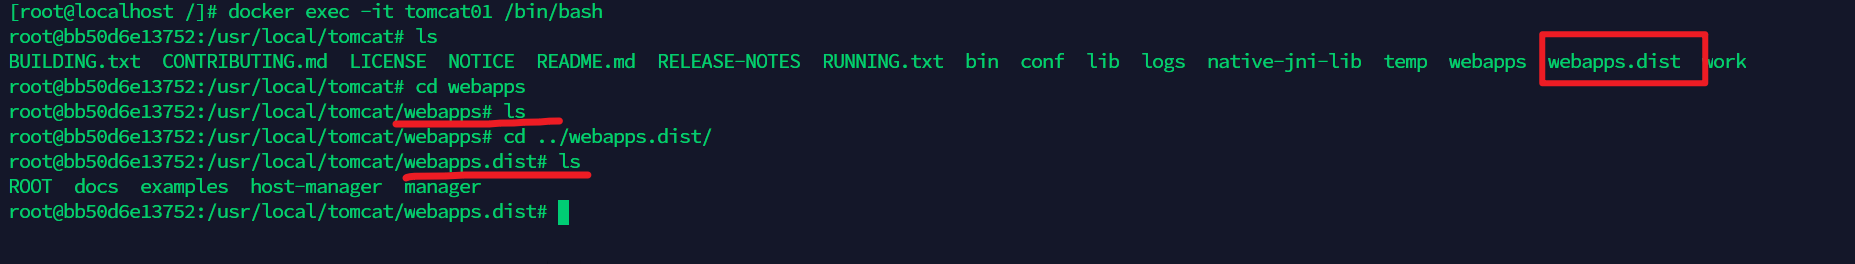 [root@localhost /]# docker exec -it tomcat01 /bin/bash
root@bb50d6e13752:/usr/local/tomcat# ls
BUILDING.txt  CONTRIBUTING.md  LICENSE  NOTICE  README.md  RELEASE-NOTES  RUNNING.txt  bin  conf  lib  logs  native-jni-lib  temp  webapps  webapps.dist  work
root@bb50d6e13752:/usr/local/tomcat# cd webapps
root@bb50d6e13752:/usr/local/tomcat/webapps# ls
root@bb50d6e13752:/usr/local/tomcat/webapps# cd ../webapps.dist/
root@bb50d6e13752:/usr/local/tomcat/webapps.dist# ls
ROOT  docs  examples  host-manager  manager
root@bb50d6e13752:/usr/local/tomcat/webapps.dist#